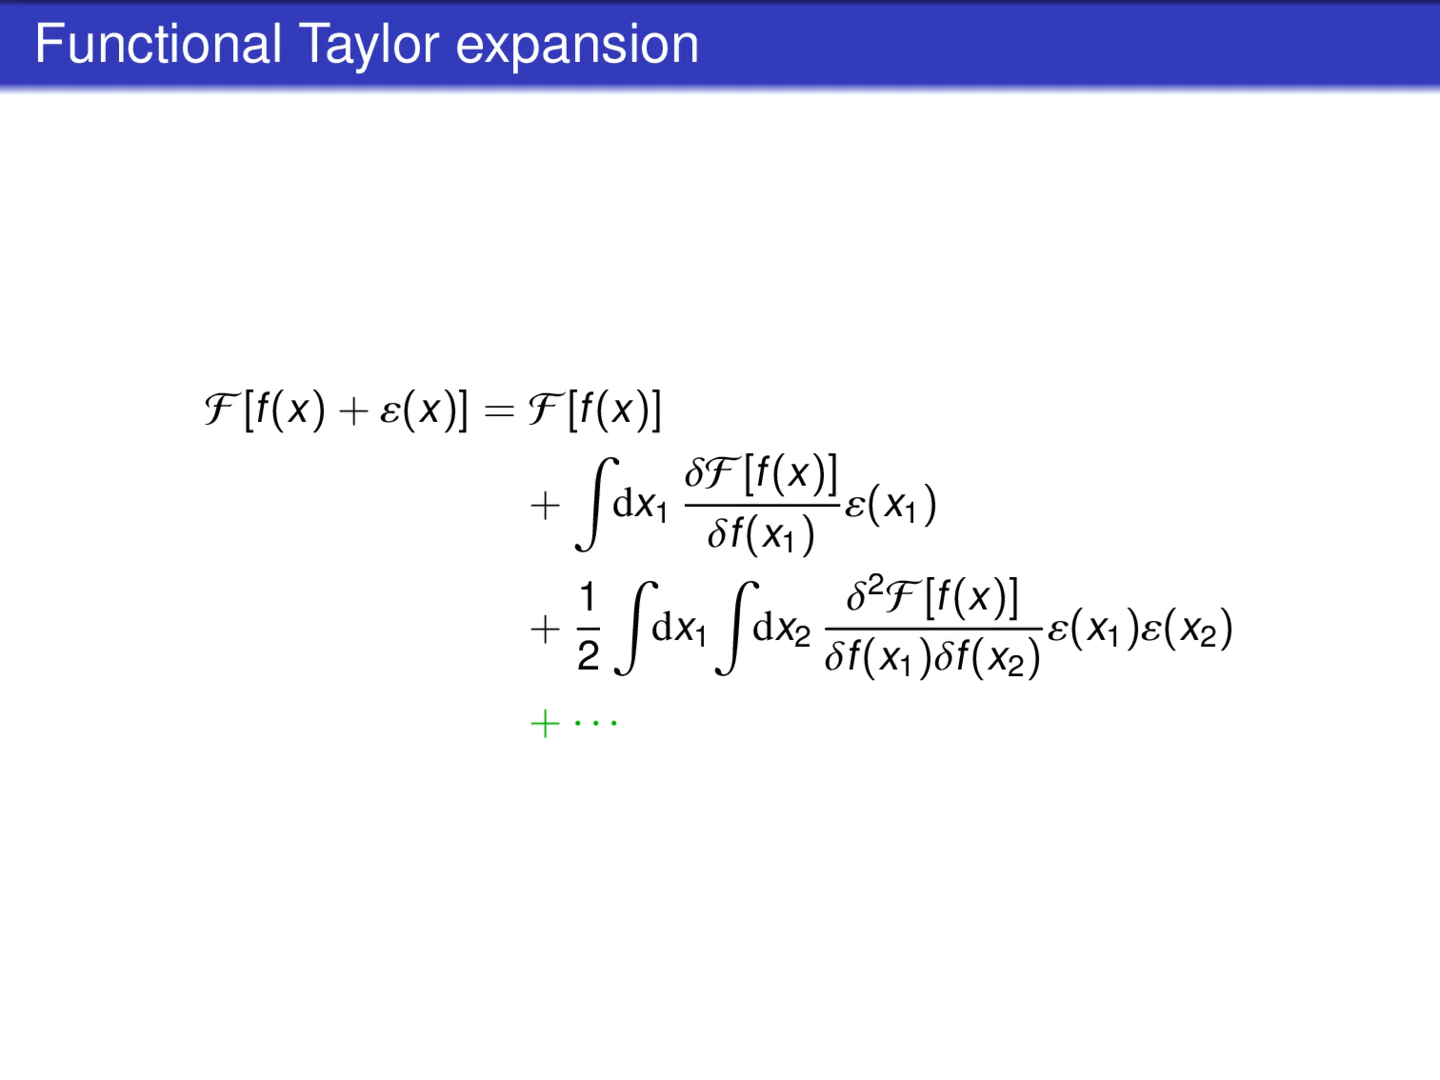 Functional Taylor expansion
ℱ[f(x) + ε(x)] = ℱ[f(x)]
+ ∫dx₁ δℱ[f(x)]/δf(x₁) ε(x₁)
+ 1/2 ∫dx₁ ∫dx₂ δ²ℱ[f(x)]/δf(x₁)δf(x₂) ε(x₁)ε(x₂)
+ ···